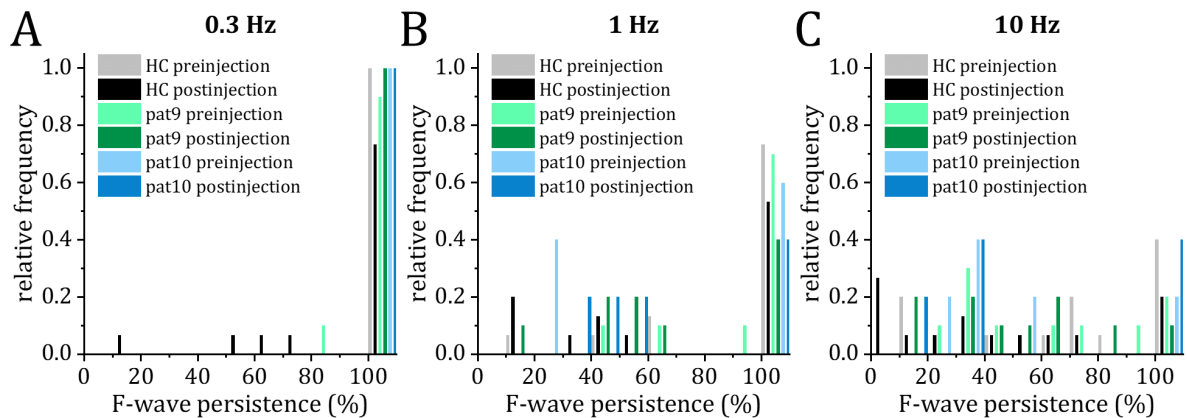 A
0.3 Hz
HC preinjection
HC postinjection
pat9 preinjection
pat9 postinjection
pat10 preinjection
pat10 postinjection
relative frequency
1.0
0.8
0.6
0.4
0.2
0.0
0 20 40 60 80 100
F-wave persistence (%)
B
1 Hz
HC preinjection
HC postinjection
pat9 preinjection
pat9 postinjection
pat10 preinjection
pat10 postinjection
relative frequency
1.0
0.8
0.6
0.4
0.2
0.0
0 20 40 60 80 100
F-wave persistence (%)
C
10 Hz
HC preinjection
HC postinjection
pat9 preinjection
pat9 postinjection
pat10 preinjection
pat10 postinjection
relative frequency
1.0
0.8
0.6
0.4
0.2
0.0
0 20 40 60 80 100
F-wave persistence (%)